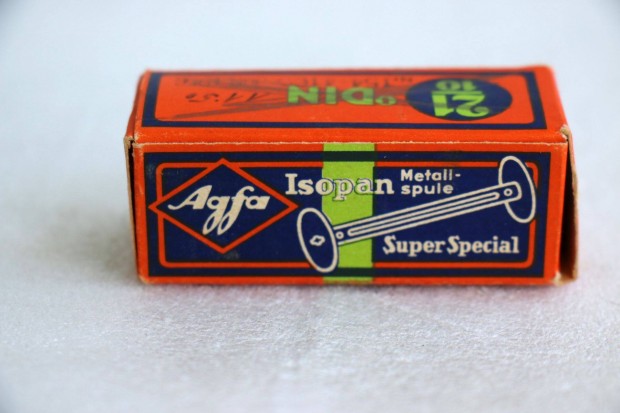 21
10
° DIN
Agfa
Isopan
Metall-
spule
Super Special